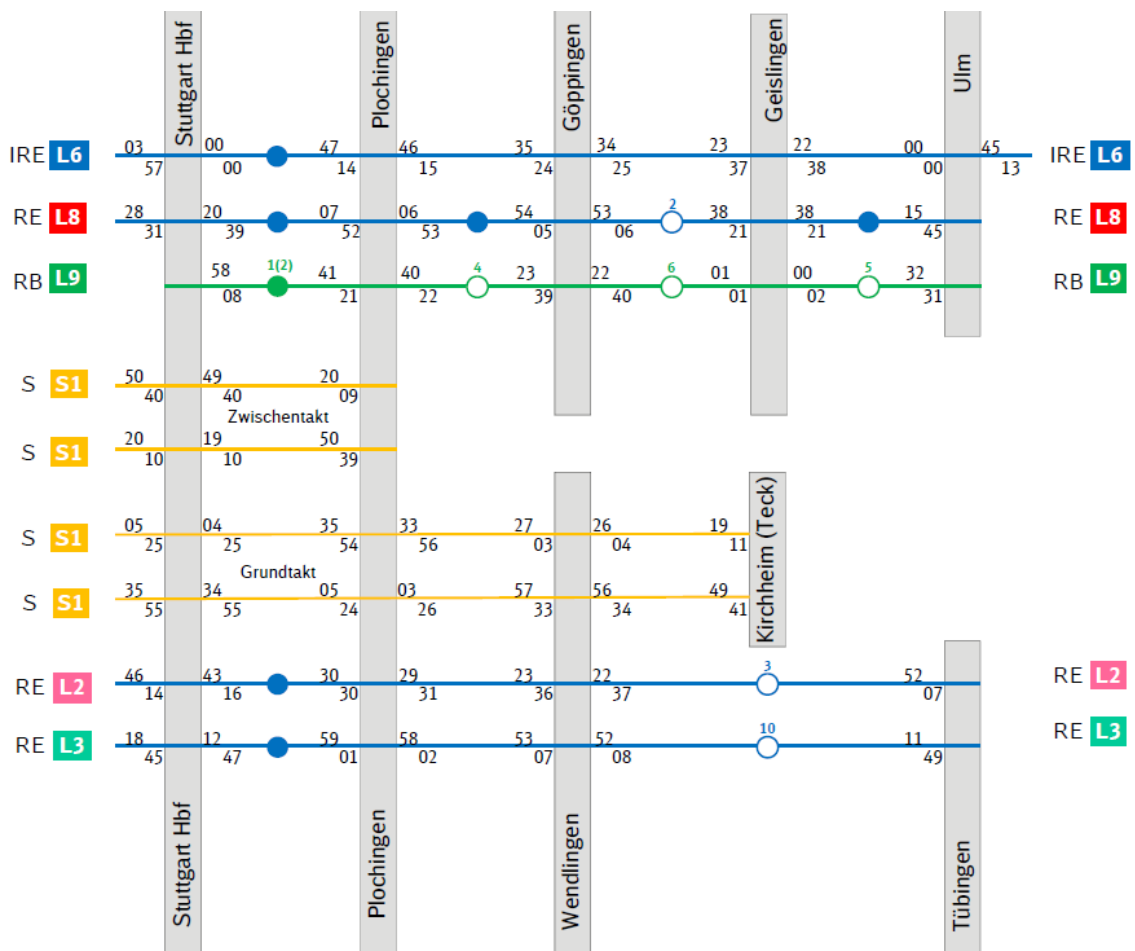 Stuttgart Hbf
Plochingen
Göppingen
Geislingen
Ulm
03 00 47 46 35 34 23 22 00 45
IRE L6 IRE L6
57 00 14 15 24 25 37 38 00 13
28 20 07 06 54 53 2 38 38 15
RE L8 RE L8
31 39 52 53 05 06 21 21 45
58 1(2) 41 40 4 23 22 6 01 00 5 32
RB L9 RB L9
08 21 22 39 40 01 02 31
50 49 20
S S1
40 40 09
Zwischentakt
20 19 50
S S1
10 10 39
05 04 35 33 27 26 19
S S1
25 25 54 56 03 04 11
Grundtakt
35 34 05 03 57 56 49
S S1
55 55 24 26 33 34 41
Kirchheim (Teck)
46 43 30 29 23 22 3 52
RE L2 RE L2
14 16 30 31 36 37 07
18 12 59 58 53 52 10 11
RE L3 RE L3
45 47 01 02 07 08 49
Stuttgart Hbf
Plochingen
Wendlingen
Tübingen